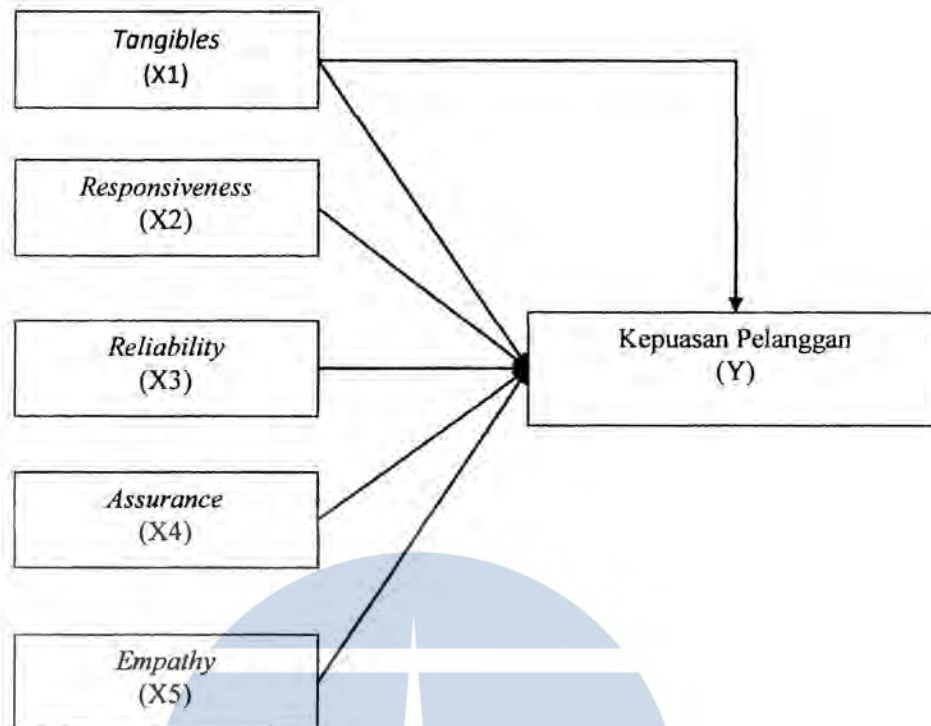 Tangibles
(X1)
Responsiveness
(X2)
Reliability
(X3)
Kepuasan Pelanggan
(Y)
Assurance
(X4)
Empathy
(X5)